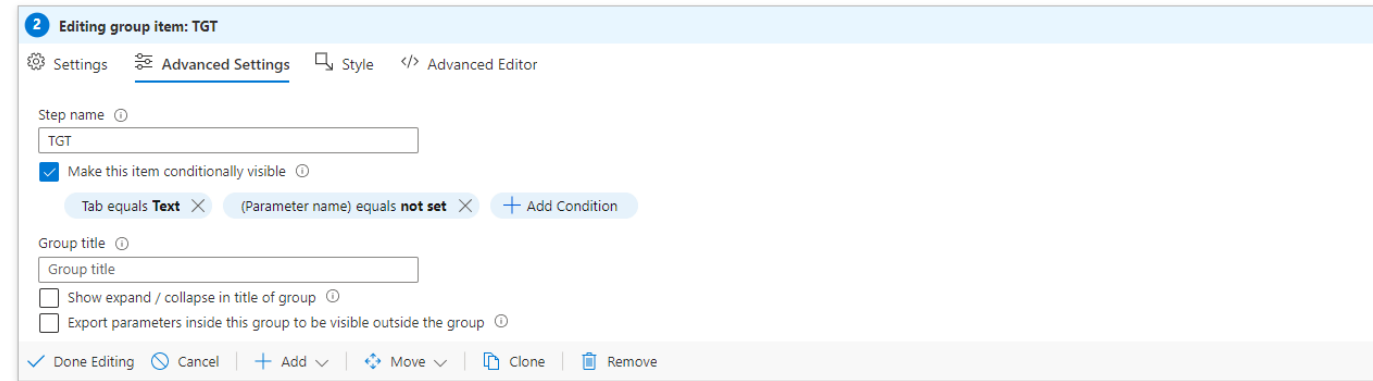 2 Editing group item: TGT
Settings Advanced Settings Style </> Advanced Editor
Step name
TGT
Make this item conditionally visible
Tab equals Text (Parameter name) equals not set Add Condition
Group title
Group title
Show expand / collapse in title of group
Export parameters inside this group to be visible outside the group
Done Editing Cancel Add Move Clone Remove